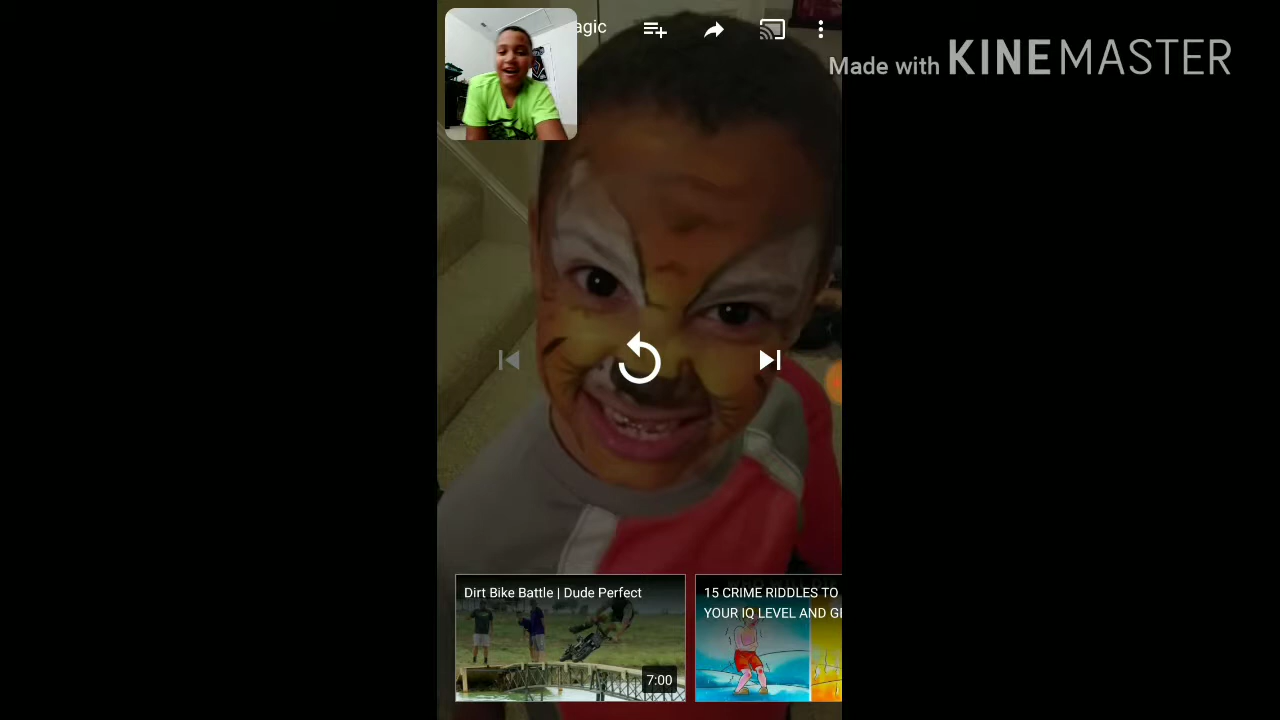 agic
Made with KINEMASTER
Dirt Bike Battle | Dude Perfect
7:00
15 CRIME RIDDLES TO
YOUR IQ LEVEL AND